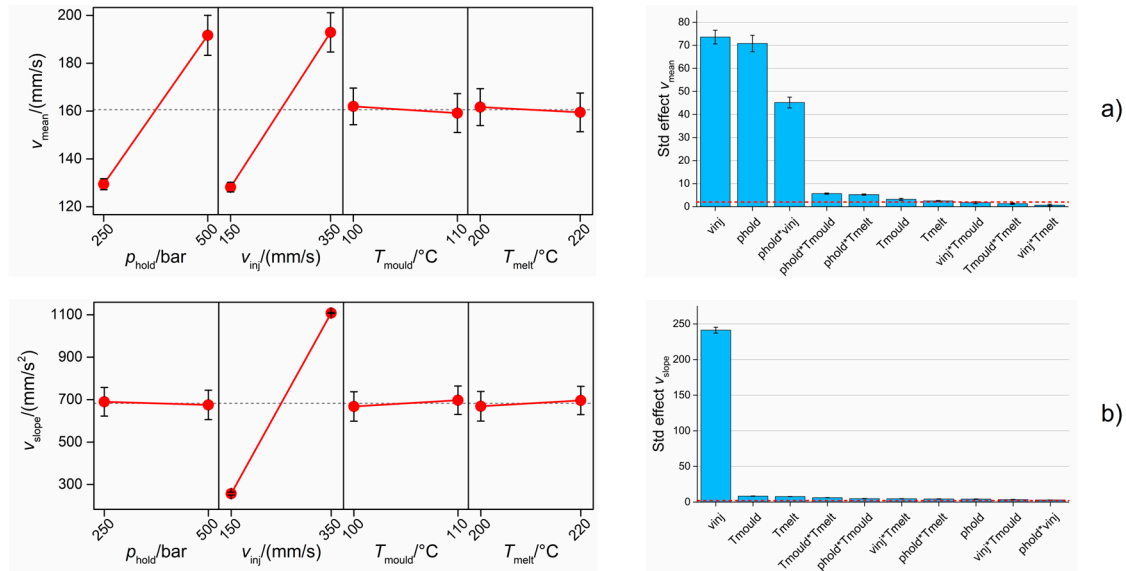 200
180
160
140
120
v_mean/(mm/s)
250 500 150 350 100 110 200 220
p_hold/bar v_inj/(mm/s) T_mould/°C T_melt/°C
80
70
60
50
40
30
20
10
0
Std effect v_mean
vinj phold phold*vinj phold*Tmould phold*Tmelt Tmould Tmelt vinj*Tmould Tmould*Tmelt vinj*Tmelt
a)
1100
900
700
500
300
v_slope/(mm/s²)
250 500 150 350 100 110 200 220
p_hold/bar v_inj/(mm/s) T_mould/°C T_melt/°C
250
200
150
100
50
0
Std effect v_slope
vinj Tmould Tmelt Tmould*Tmelt phold*Tmould vinj*Tmelt phold*Tmelt phold vinj*Tmould phold*vinj
b)